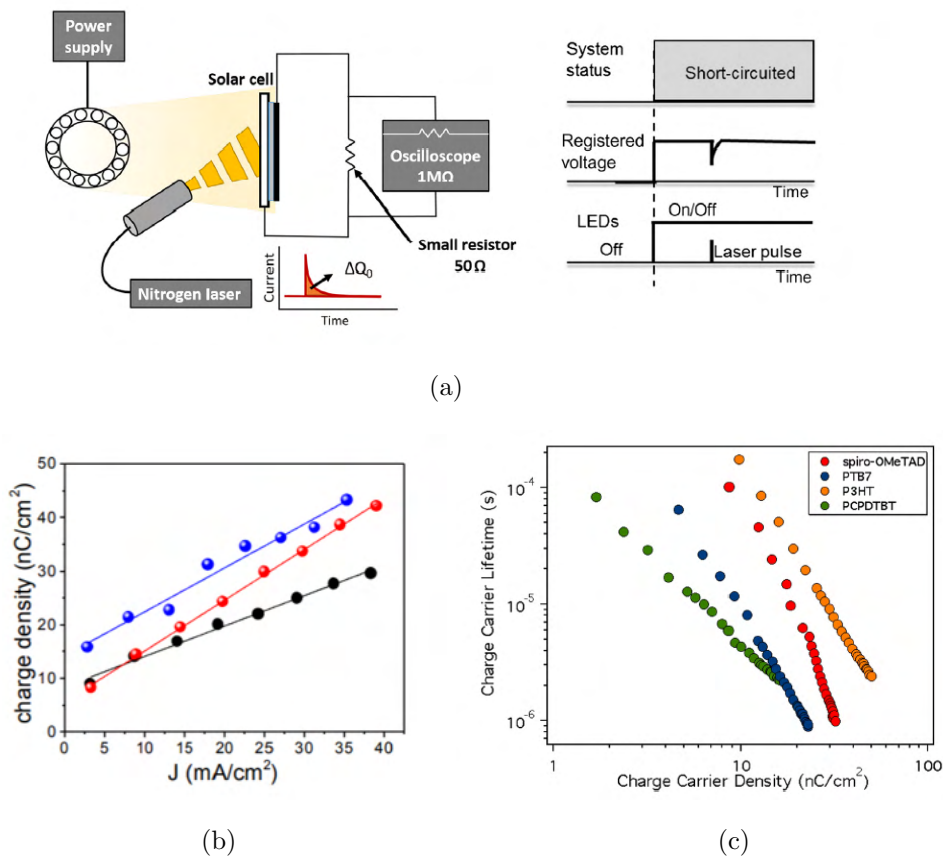 Power
supply
Solar cell
Oscilloscope
1MΩ
Small resistor
50Ω
Nitrogen laser
Current
ΔQ0
Time
System
status
Short-circuited
Registered
voltage
Time
LEDs
On/Off
Off
Laser pulse
Time
(a)
charge density (nC/cm²)
50
40
30
20
10
0
0 5 10 15 20 25 30 35 40
J (mA/cm²)
(b)
Charge Carrier Lifetime (s)
10⁻⁴
10⁻⁵
10⁻⁶
spiro-OMeTAD
PTB7
P3HT
PCPDTBT
1 10 100
Charge Carrier Density (nC/cm²)
(c)